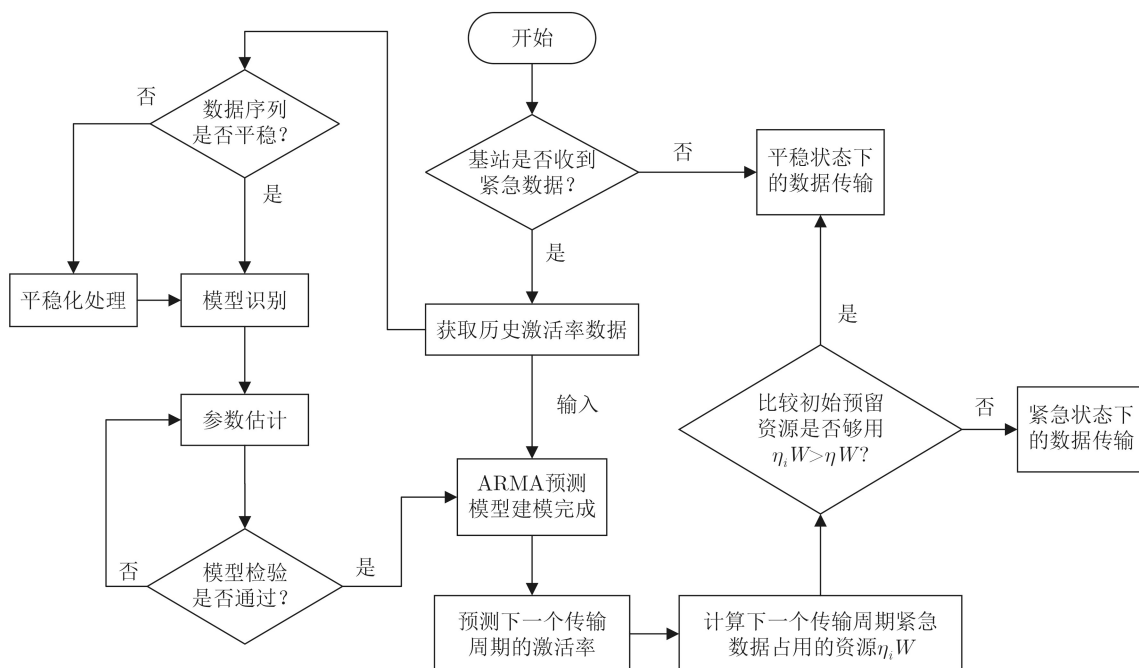 开始
否
数据序列
是否平稳？
是
基站是否收到
紧急数据？
否
平稳状态下
的数据传输
是
平稳化处理
模型识别
获取历史激活率数据
是
输入
参数估计
比较初始预留
资源是否够用
η_iW>ηW?
否
紧急状态下
的数据传输
ARMA预测
模型建模完成
否
模型检验
是否通过？
是
预测下一个传输
周期的激活率
计算下一个传输周期紧急
数据占用的资源η_iW